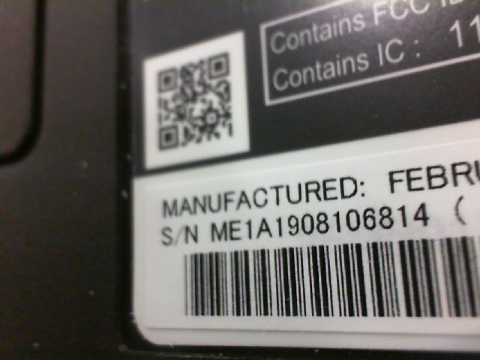 Contains FCC ID
Contains IC : 11
MANUFACTURED: FEBRU
S/N ME1A1908106814 (